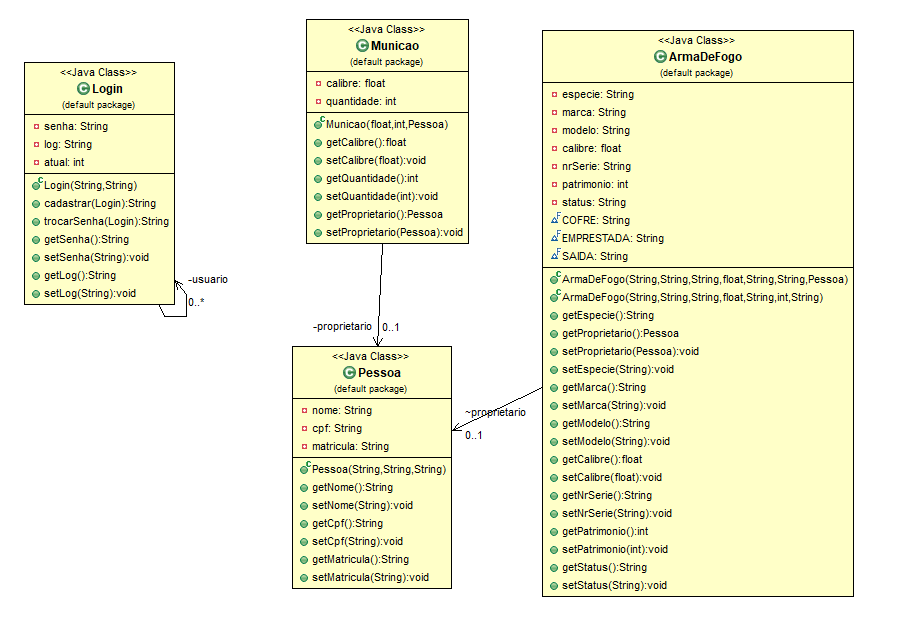 <<Java Class>>
Login
(default package)
senha: String
log: String
atual: int
Login(String,String)
cadastrar(Login):String
trocarSenha(Login):String
getSenha():String
setSenha(String):void
getLog():String
setLog(String):void
-usuario
0..*
<<Java Class>>
Municao
(default package)
calibre: float
quantidade: int
Municao(float,int,Pessoa)
getCalibre():float
setCalibre(float):void
getQuantidade():int
setQuantidade(int):void
getProprietario():Pessoa
setProprietario(Pessoa):void
-proprietario
0..1
<<Java Class>>
Pessoa
(default package)
nome: String
cpf: String
matricula: String
Pessoa(String,String,String)
getNome():String
setNome(String):void
getCpf():String
setCpf(String):void
getMatricula():String
setMatricula(String):void
~proprietario
0..1
<<Java Class>>
ArmaDeFogo
(default package)
especie: String
marca: String
modelo: String
calibre: float
nrSerie: String
patrimonio: int
status: String
COFRE: String
EMPRESTADA: String
SAIDA: String
ArmaDeFogo(String,String,String,float,String,String,Pessoa)
ArmaDeFogo(String,String,String,float,String,int,String)
getEspecie():String
getProprietario():Pessoa
setProprietario(Pessoa):void
setEspecie(String):void
getMarca():String
setMarca(String):void
getModelo():String
setModelo(String):void
getCalibre():float
setCalibre(float):void
getNrSerie():String
setNrSerie(String):void
getPatrimonio():int
setPatrimonio(int):void
getStatus():String
setStatus(String):void